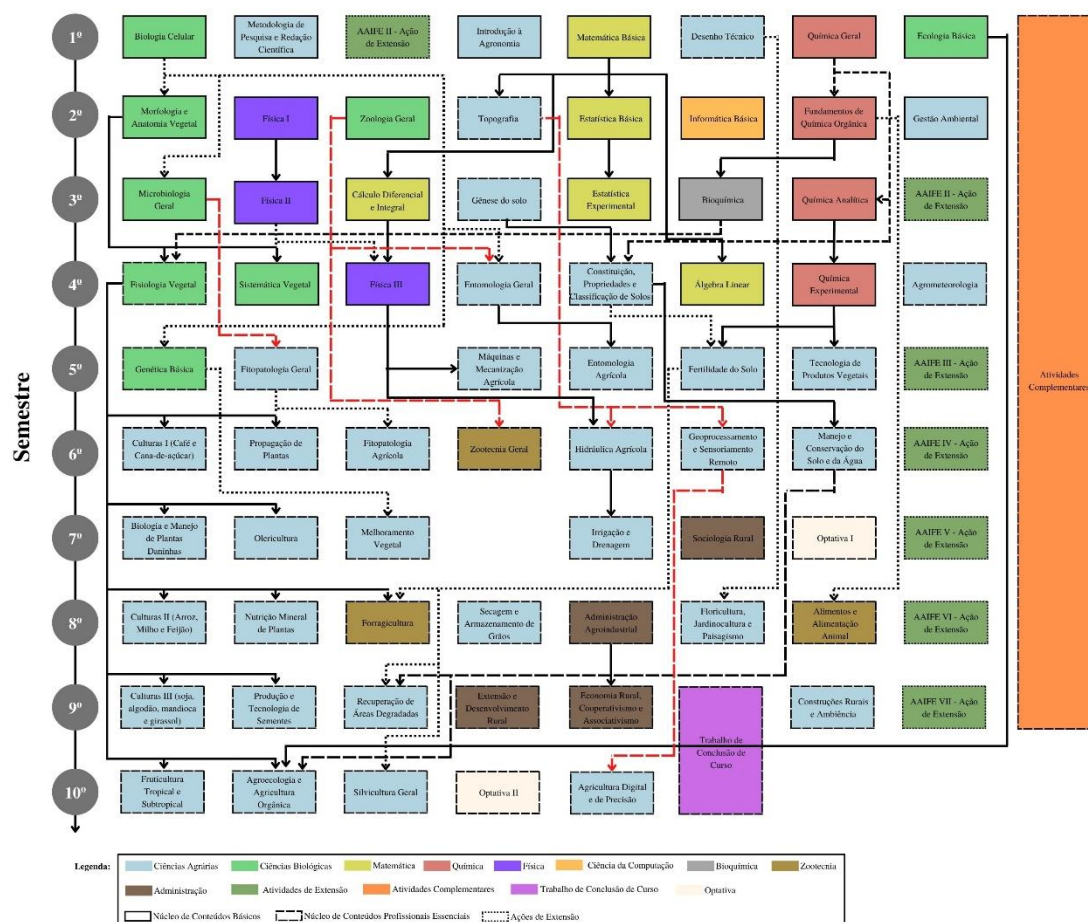 Semestre
1º
Biologia Celular
Metodologia de
Pesquisa e Redação
Científica
AAIFE II - Ação
de Extensão
Introdução à
Agronomia
Matemática Básica
Desenho Técnico
Química Geral
Ecologia Básica
Atividades
Complementares
2º
Morfologia e
Anatomia Vegetal
Física I
Zoologia Geral
Topografia
Estatística Básica
Informática Básica
Fundamentos de
Química Orgânica
Gestão Ambiental
3º
Microbiologia
Geral
Física II
Cálculo Diferencial
e Integral
Gênese do solo
Estatística
Experimental
Bioquímica
Química Analítica
AAIFE II - Ação
de Extensão
4º
Fisiologia Vegetal
Sistemática Vegetal
Física III
Entomologia Geral
Constituição,
Propriedades e
Classificação de Solos
Álgebra Linear
Química
Experimental
Agrometeorologia
5º
Genética Básica
Fitopatologia Geral
Máquinas e
Mecanização
Agrícola
Entomologia
Agrícola
Fertilidade do Solo
Tecnologia de
Produtos Vegetais
AAIFE III - Ação
de Extensão
6º
Culturas I (Café e
Cana-de-açúcar)
Propagação de
Plantas
Fitopatologia
Agrícola
Zootecnia Geral
Hidráulica Agrícola
Geoprocessamento
e Sensoriamento
Remoto
Manejo e
Conservação do
Solo e da Água
AAIFE IV - Ação
de Extensão
7º
Biologia e Manejo
de Plantas
Daninhas
Olericultura
Melhoramento
Vegetal
Irrigação e
Drenagem
Sociologia Rural
Optativa I
AAIFE V - Ação
de Extensão
8º
Culturas II (Arroz,
Milho e Feijão)
Nutrição Mineral
de Plantas
Forragicultura
Secagem e
Armazenamento de
Grãos
Administração
Agroindustrial
Floricultura,
Jardinocultura e
Paisagismo
Alimentos e
Alimentação
Animal
AAIFE VI - Ação
de Extensão
9º
Culturas III (soja,
algodão, mandioca
e girassol)
Produção e
Tecnologia de
Sementes
Recuperação de
Áreas Degradadas
Extensão e
Desenvolvimento
Rural
Economia Rural,
Cooperativismo e
Associativismo
Trabalho de
Conclusão de
Curso
Construções Rurais
e Ambiência
AAIFE VII - Ação
de Extensão
10º
Fruticultura
Tropical e
Subtropical
Agroecologia e
Agricultura
Orgânica
Silvicultura Geral
Optativa II
Agricultura Digital
e de Precisão
Legenda:
Ciências Agrárias
Ciências Biológicas
Matemática
Química
Física
Ciência da Computação
Bioquímica
Zootecnia
Administração
Atividades de Extensão
Atividades Complementares
Trabalho de Conclusão de Curso
Optativa
Núcleo de Conteúdos Básicos
Núcleo de Conteúdos Profissionais Essenciais
Ações de Extensão